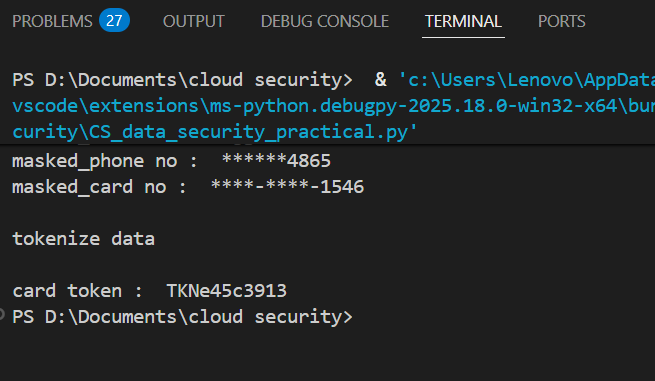 PROBLEMS 27 OUTPUT DEBUG CONSOLE TERMINAL PORTS
PS D:\Documents\cloud security>  & 'c:\Users\Lenovo\AppData
vscode\extensions\ms-python.debugpy-2025.18.0-win32-x64\bun
curity\CS_data_security_practical.py'
masked_phone no :  ******4865
masked_card no :  ****-****-1546
tokenize data
card token :  TKNe45c3913
PS D:\Documents\cloud security>